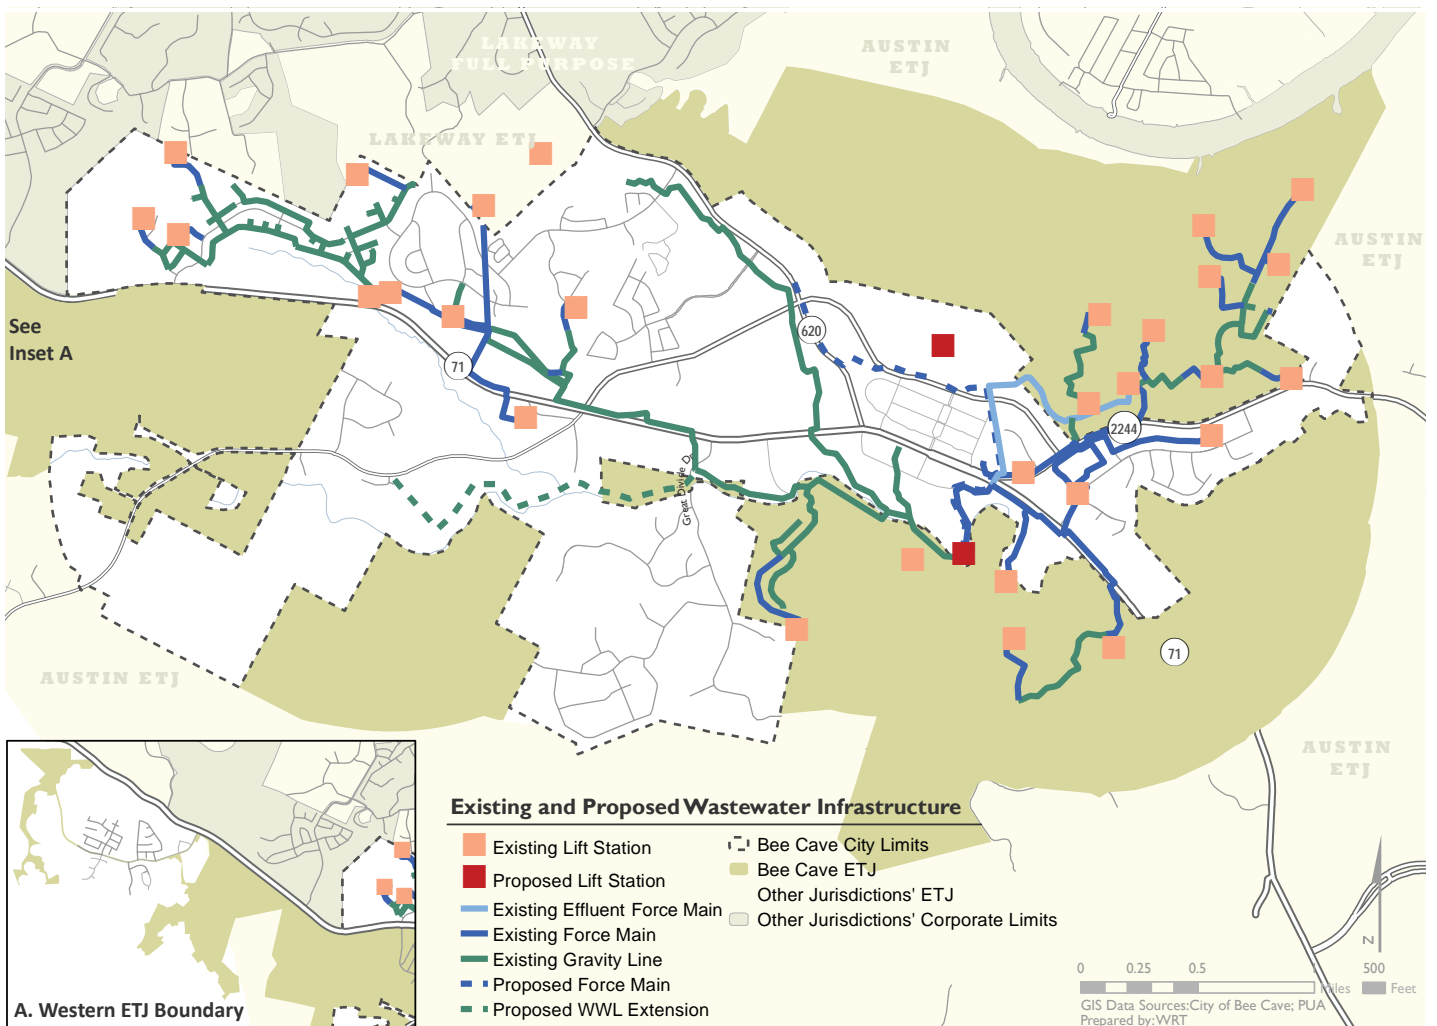 LAKEWAY
FULL PURPOSE
AUSTIN
ETJ
LAKEWAY ETJ
AUSTIN
ETJ
See
Inset A
620
71
2244
Great Divide D
71
AUSTIN ETJ
AUSTIN
ETJ
Existing and Proposed Wastewater Infrastructure
Existing Lift Station
Proposed Lift Station
Existing Effluent Force Main
Existing Force Main
Existing Gravity Line
Proposed Force Main
Proposed WWL Extension
Bee Cave City Limits
Bee Cave ETJ
Other Jurisdictions' ETJ
Other Jurisdictions' Corporate Limits
A. Western ETJ Boundary
N
0 0.25 0.5 1 Miles
500 Feet
GIS Data Sources:City of Bee Cave; PUA
Prepared by:WRT